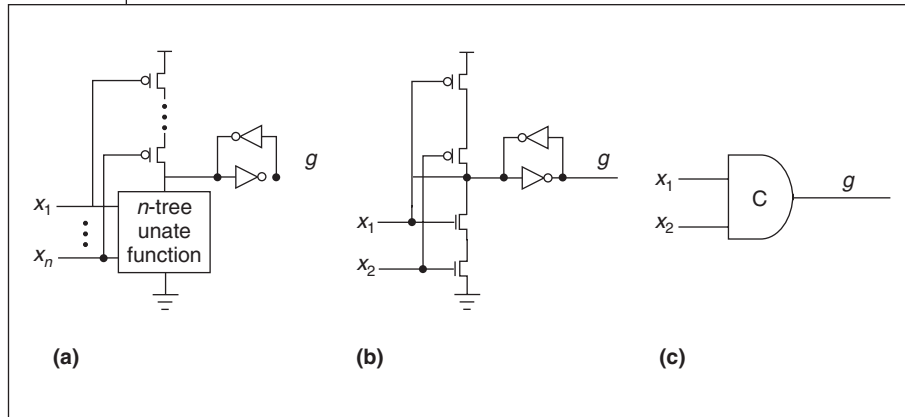 g
x1
xn
n-tree
unate
function
(a)
g
x1
x2
(b)
x1
x2
C
g
(c)